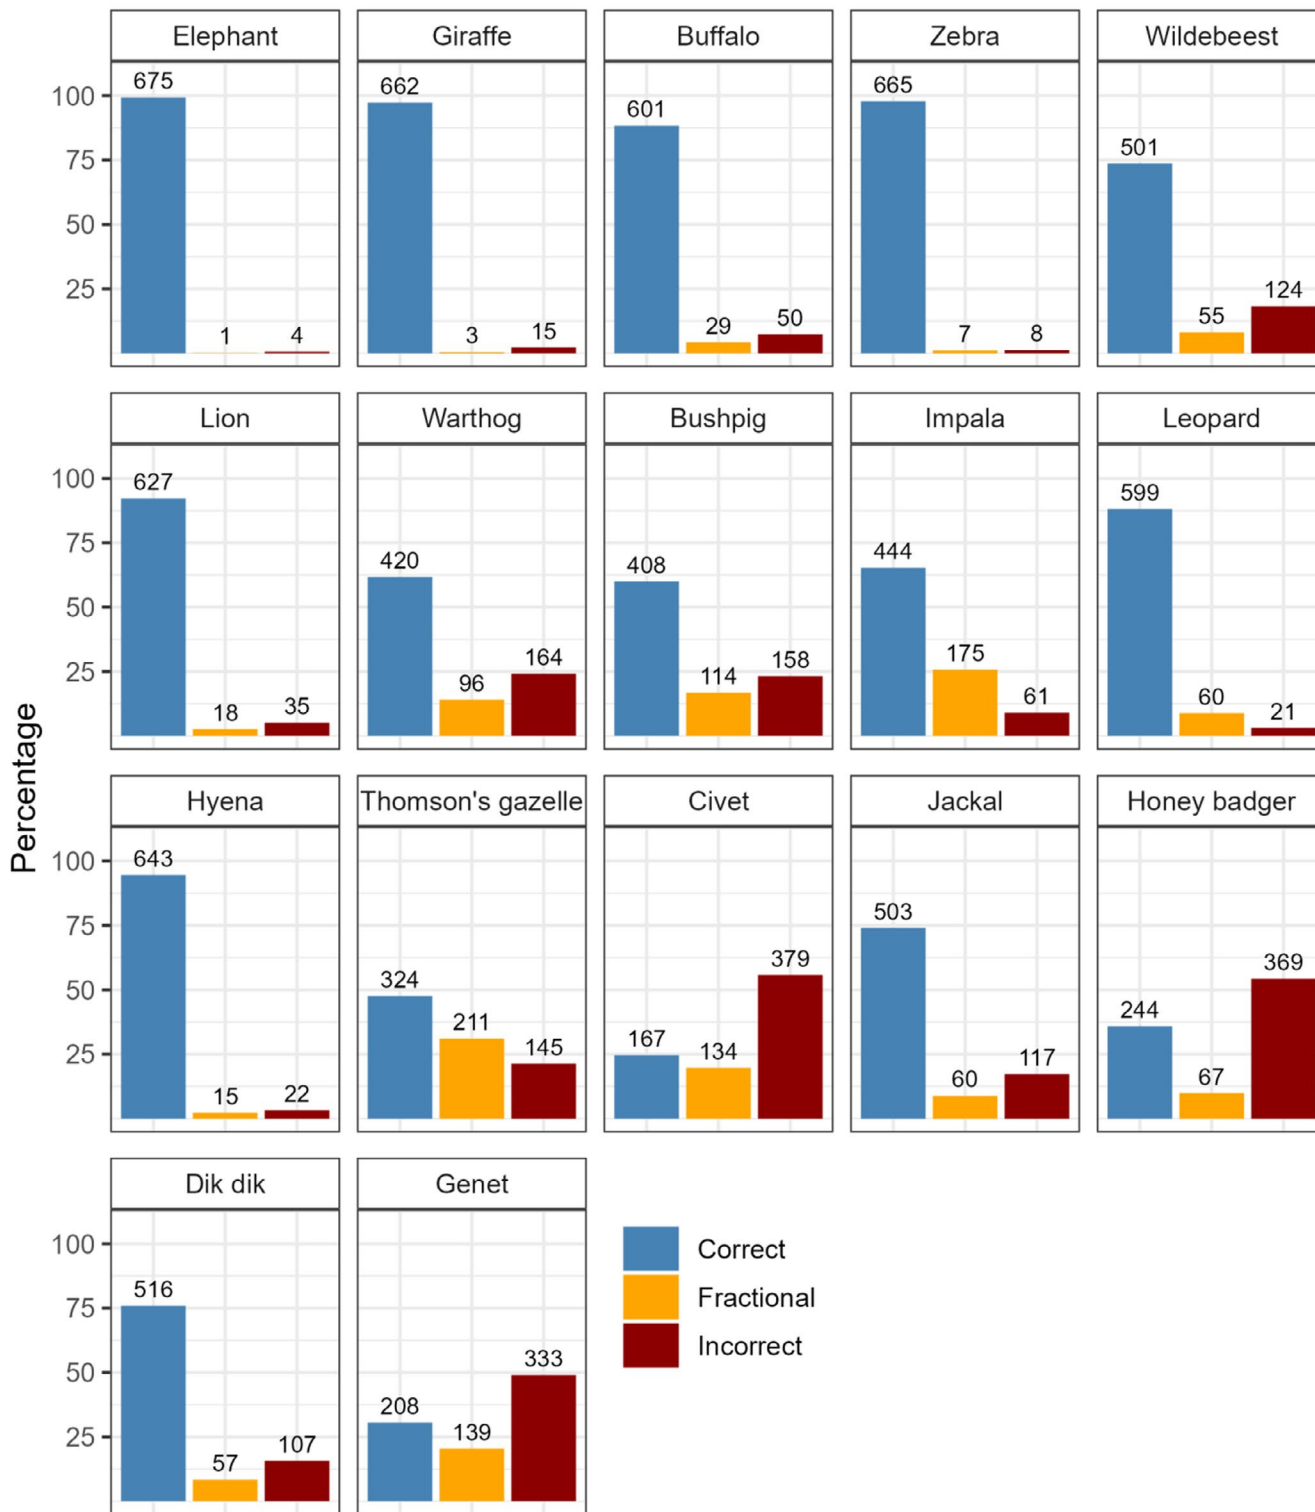 Elephant Giraffe Buffalo Zebra Wildebeest
675 662 601 665 501
100
75
50
25
1 4 3 15 29 50 7 8 55 124
Lion Warthog Bushpig Impala Leopard
627 420 408 444 599
100
75
50
25
18 35 96 164 114 158 175 61 60 21
Percentage
Hyena Thomson's gazelle Civet Jackal Honey badger
643 324 167 503 244
100
75
50
25
15 22 211 145 134 379 60 117 67 369
Dik dik Genet
516 208
100
75
50
25
57 107 139 333
Correct
Fractional
Incorrect